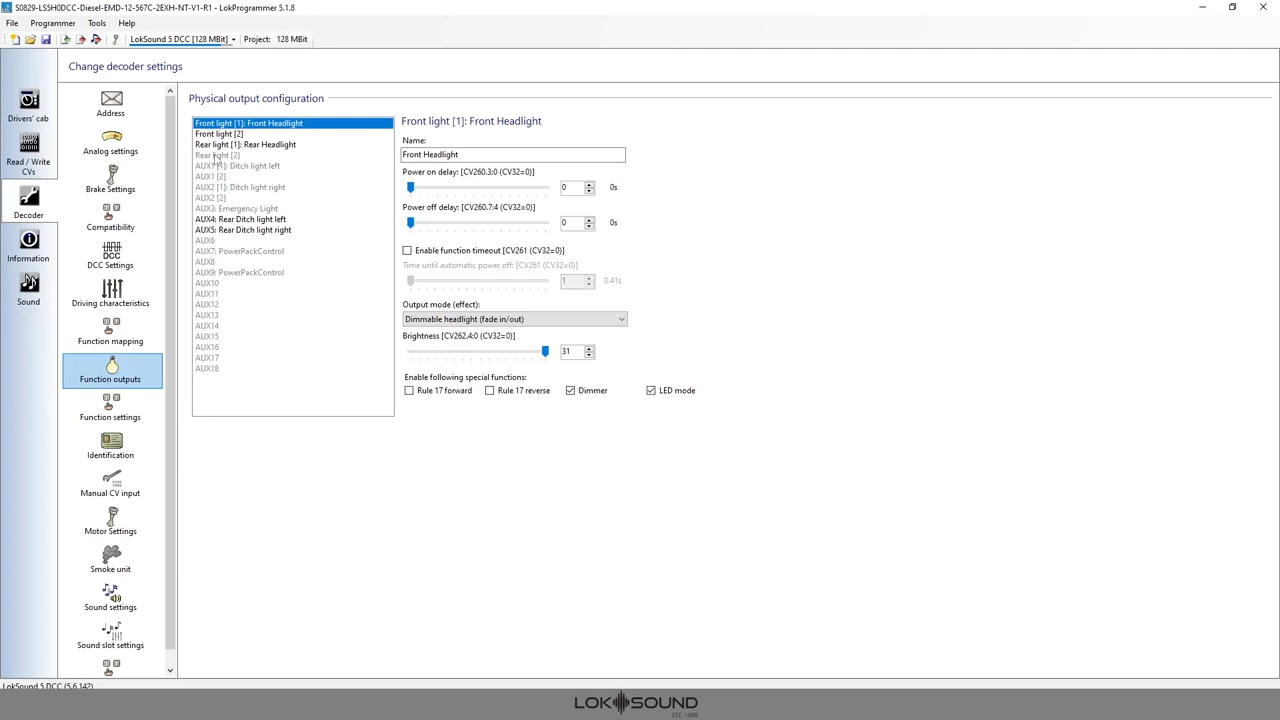 S0829-LS5H0DCC-Diesel-EMD-12-567C-2EXH-NT-V1-R1 - LokProgrammer 5.1.8
File Programmer Tools Help
LokSound 5 DCC [128 MBit] Project: 128 MBit
Change decoder settings
Drivers' cab
Read / Write CVs
Decoder
Information
Sound
Address
Analog settings
Brake Settings
Compatibility
DCC
DCC Settings
Driving characteristics
Function mapping
Function outputs
Function settings
Identification
Manual CV input
Motor Settings
Smoke unit
Sound settings
Sound slot settings
Physical output configuration
Front light [1]: Front Headlight
Front light [2]
Rear light [1]: Rear Headlight
Rear light [2]
AUX1 [1]: Ditch light left
AUX1 [2]
AUX2 [1]: Ditch light right
AUX2 [2]
AUX3: Emergency Light
AUX4: Rear Ditch light left
AUX5: Rear Ditch light right
AUX6
AUX7: PowerPackControl
AUX8
AUX9: PowerPackControl
AUX10
AUX11
AUX12
AUX13
AUX14
AUX15
AUX16
AUX17
AUX18
Front light [1]: Front Headlight
Name:
Front Headlight
Power on delay: [CV260.3:0 (CV32=0)]
0 0s
Power off delay: [CV260.7:4 (CV32=0)]
0 0s
Enable function timeout [CV261 (CV32=0)]
Time until automatic power off: [CV261 (CV32=0)]
1 0.41s
Output mode (effect):
Dimmable headlight (fade in/out)
Brightness [CV262.4:0 (CV32=0)]
31
Enable following special functions:
Rule 17 forward Rule 17 reverse Dimmer LED mode
LokSound 5 DCC (5.6.142)
LOKSOUND
EST. 1999